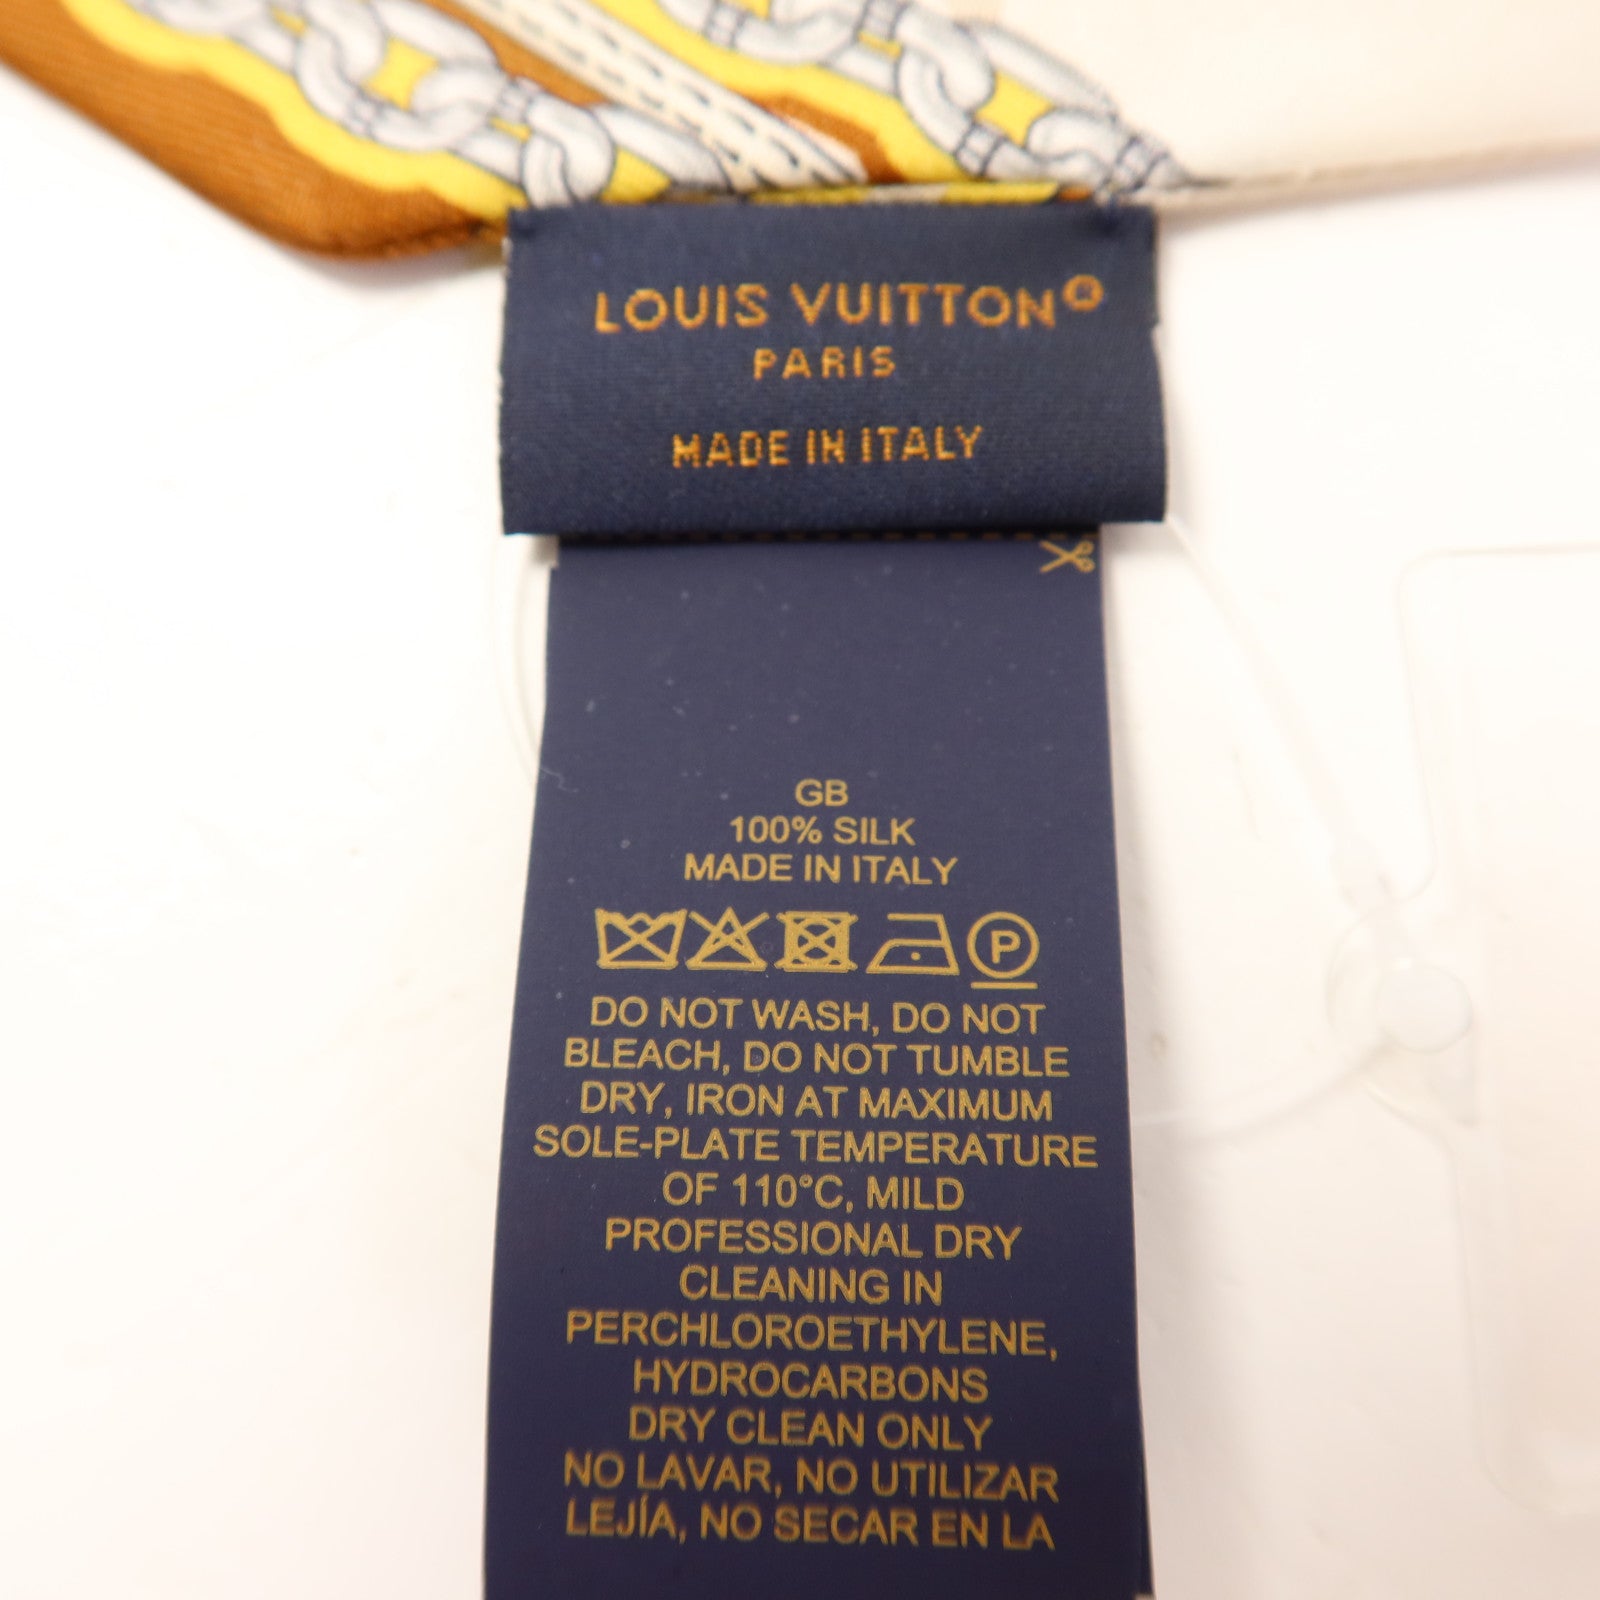 LOUIS VUITTON®
PARIS
MADE IN ITALY
GB
100% SILK
MADE IN ITALY
P
DO NOT WASH, DO NOT
BLEACH, DO NOT TUMBLE
DRY, IRON AT MAXIMUM
SOLE-PLATE TEMPERATURE
OF 110°C, MILD
PROFESSIONAL DRY
CLEANING IN
PERCHLOROETHYLENE,
HYDROCARBONS
DRY CLEAN ONLY
NO LAVAR, NO UTILIZAR
LEJÍA, NO SECAR EN LA